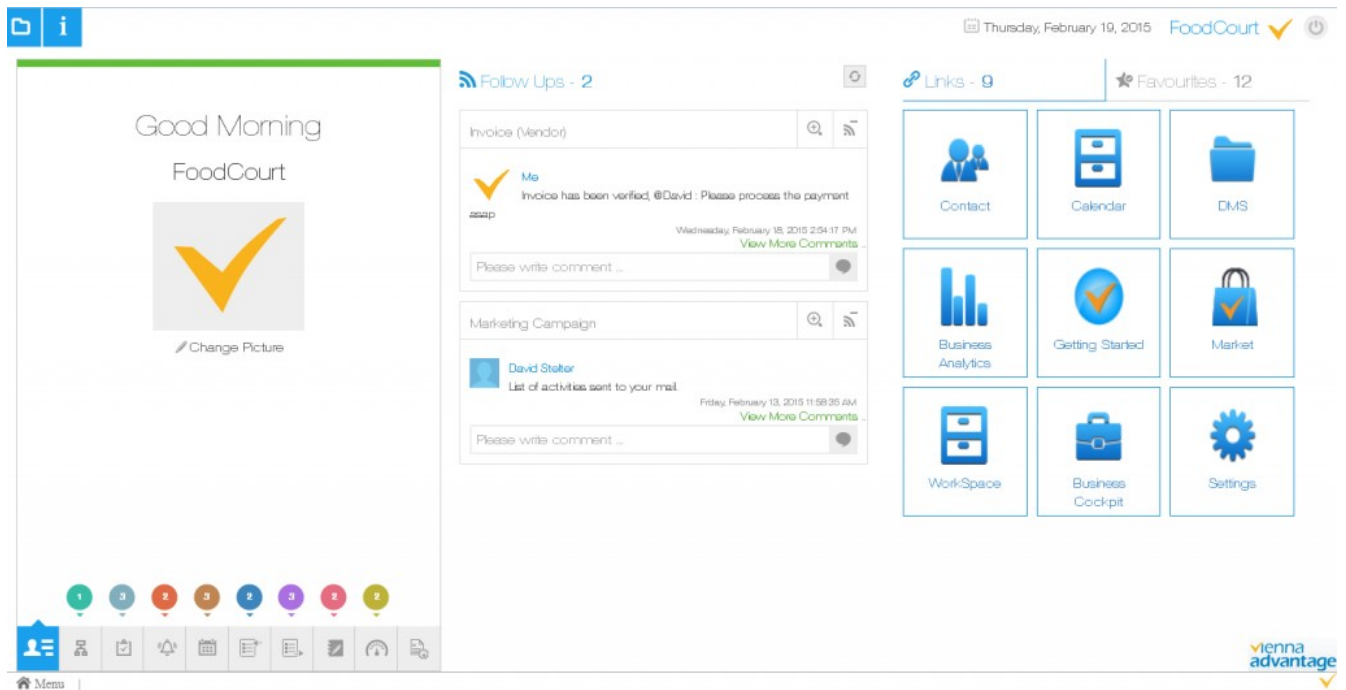 i
Thursday, February 19, 2015 FoodCourt
Good Morning
FoodCourt
Change Picture
1 3 2 3 2 3 2 2
Menu |
Follow Ups - 2
Invoice (Vendor)
Me
Invoice has been verified, @David : Please process the payment
asap
Wednesday, February 18, 2015 2:54:17 PM
View More Comments ..
Please write comment ...
Marketing Campaign
David Stelter
List of activities sent to your mail.
Friday, February 13, 2015 11:58:35 AM
View More Comments ..
Please write comment ...
Links - 9
Favourites - 12
Contact
Calendar
DMS
Business
Analytics
Getting Started
Market
WorkSpace
Business
Cockpit
Settings
vienna
advantage